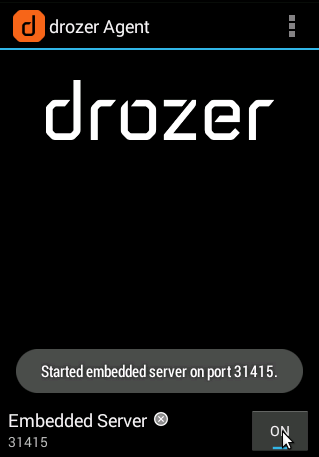 drozer Agent
drozer
Started embedded server on port 31415.
Embedded Server
31415
ON